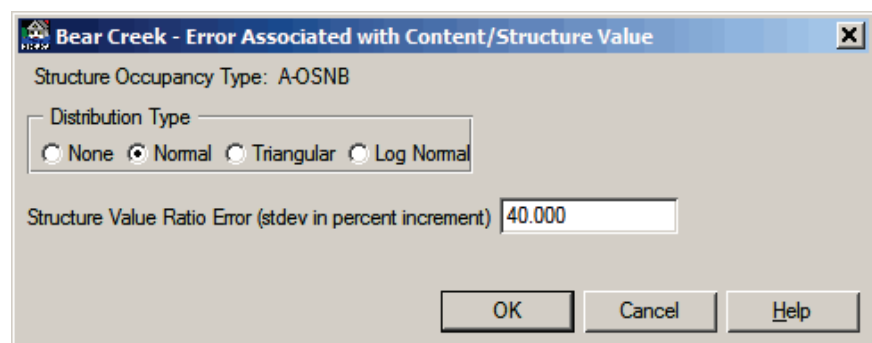 Bear Creek - Error Associated with Content/Structure Value
Structure Occupancy Type: A-OSNB
Distribution Type
None Normal Triangular Log Normal
Structure Value Ratio Error (stdev in percent increment) 40.000
OK Cancel Help